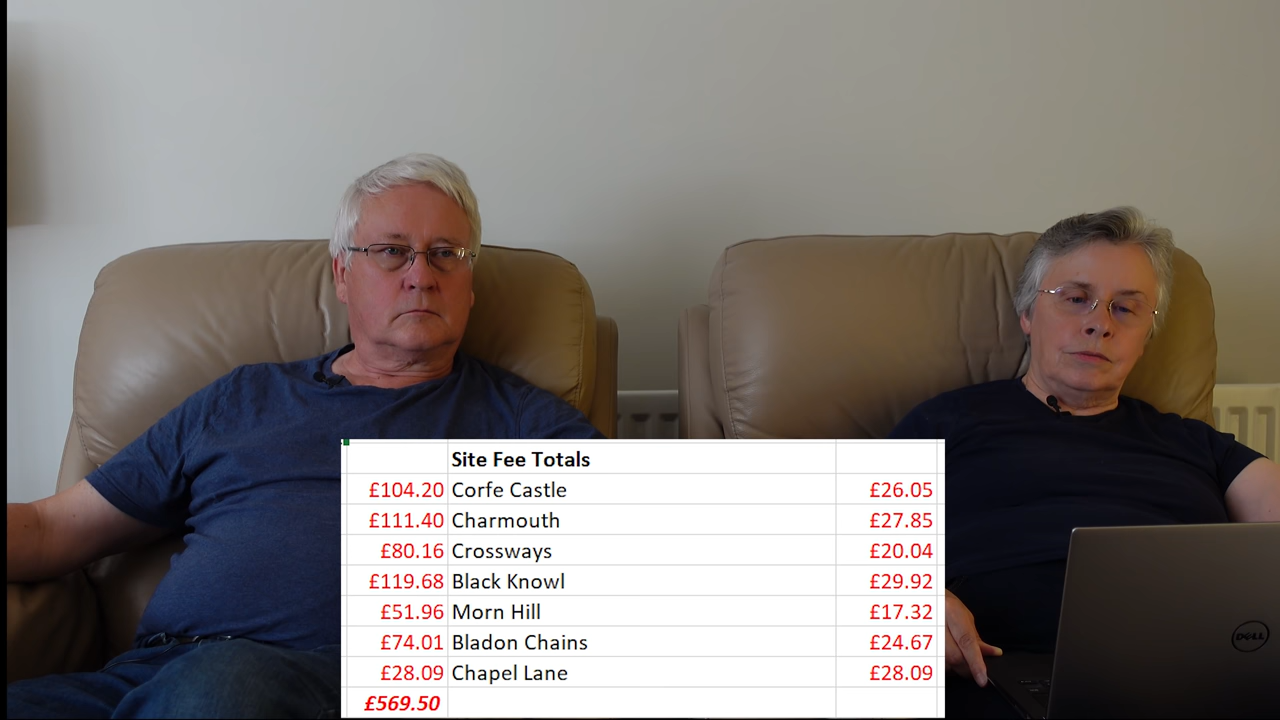 Site Fee Totals
£104.20 Corfe Castle £26.05
£111.40 Charmouth £27.85
£80.16 Crossways £20.04
£119.68 Black Knowl £29.92
£51.96 Morn Hill £17.32
£74.01 Bladon Chains £24.67
£28.09 Chapel Lane £28.09
£569.50
DELL